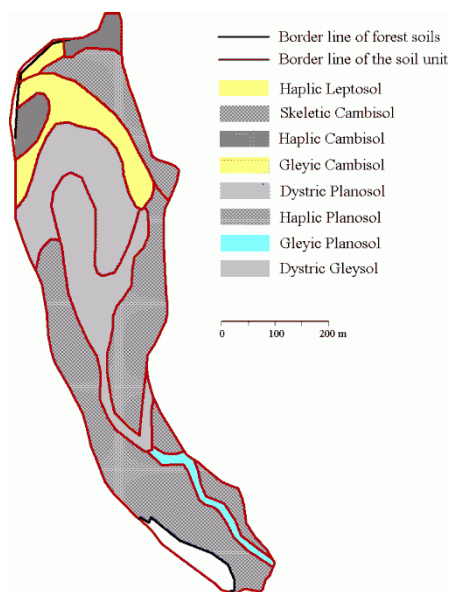 Border line of forest soils
Border line of the soil unit
Haplic Leptosol
Skeletic Cambisol
Haplic Cambisol
Gleyic Cambisol
Dystric Planosol
Haplic Planosol
Gleyic Planosol
Dystric Gleysol
0 100 200 m